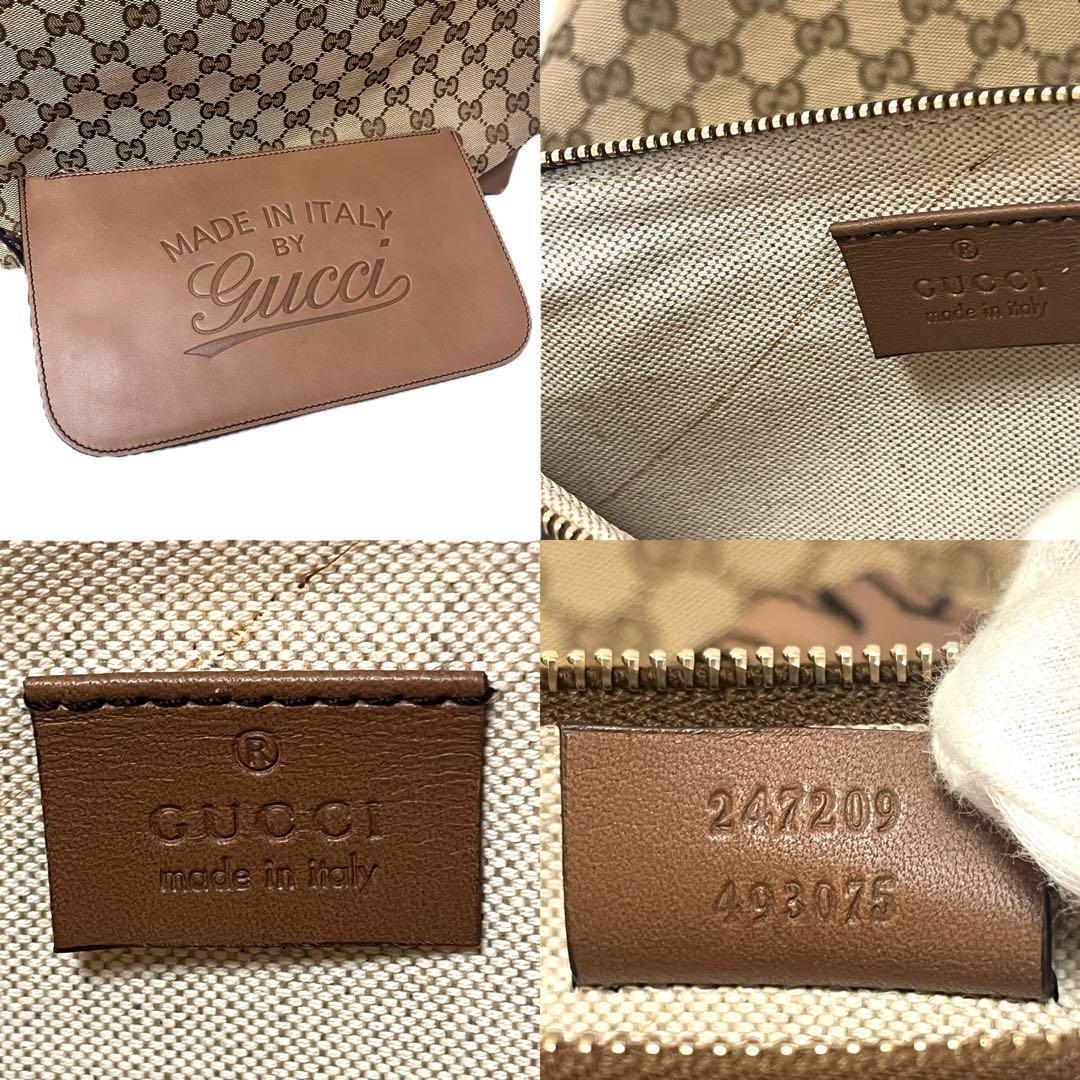 MADE IN ITALY
BY
Gucci
®
GUCCI
made in italy
®
GUCCI
made in italy
247209
493075